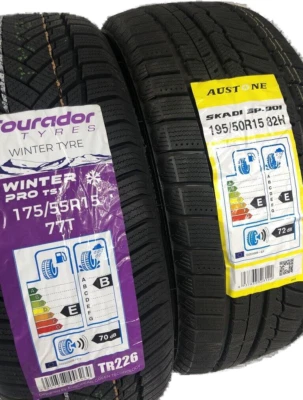 Tourador
TYRES
WINTER TYRE
WINTER
PRO TS1
175/55R15
77T
E
B
A
B
C
D
E
F
G
70 dB
TR226
AUSTONE
SKADI SP-901
195/50R15 82H
E
E
A
B
C
D
E
F
G
72 dB